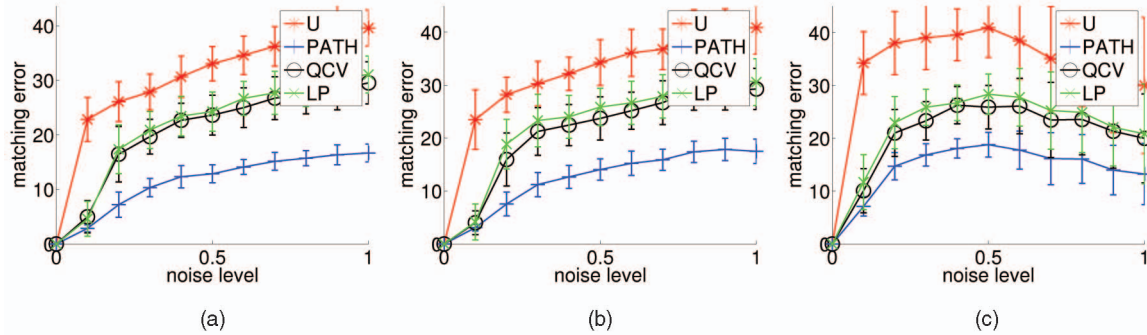 40
30
20
10
0
0
0.5
1
matching error
noise level
U
PATH
QCV
LP
(a)
40
30
20
10
0
0
0.5
1
matching error
noise level
U
PATH
QCV
LP
(b)
40
30
20
10
0
0
0.5
1
matching error
noise level
U
PATH
QCV
LP
(c)